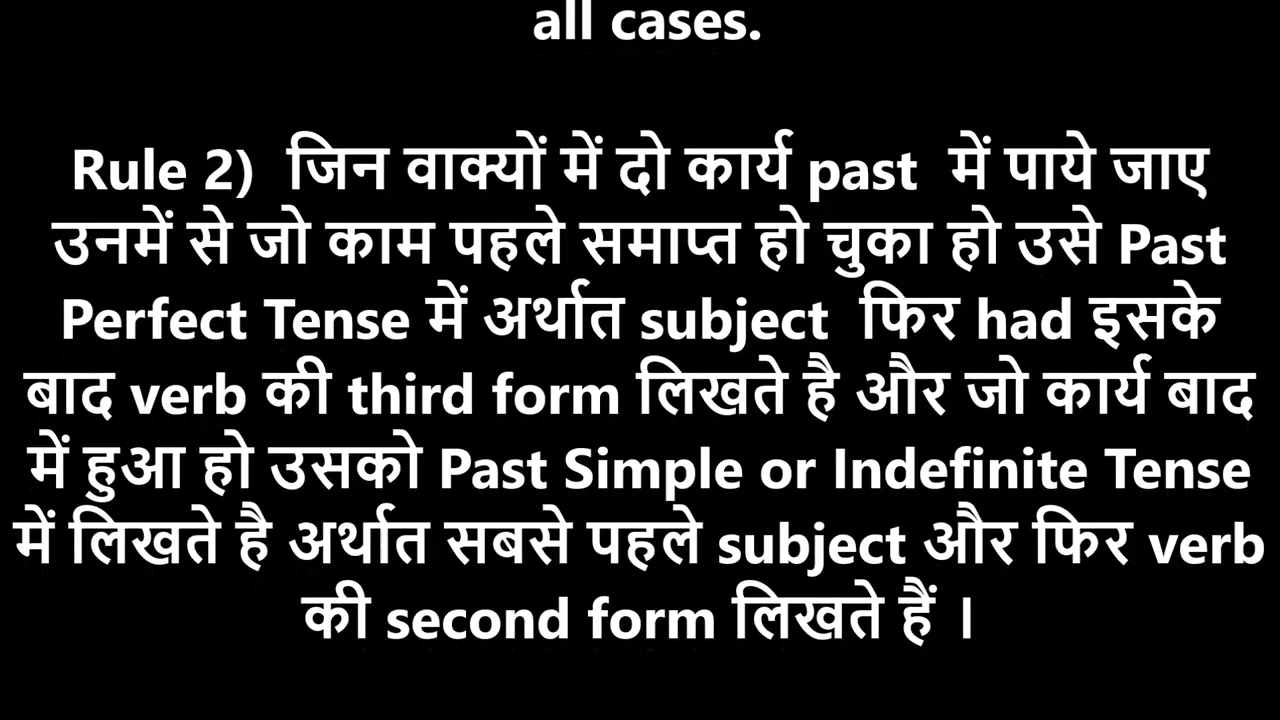 all cases.
Rule 2) जिन वाक्यों में दो कार्य past में पाये जाए
उनमें से जो काम पहले समाप्त हो चुका हो उसे Past
Perfect Tense में अर्थात subject फिर had इसके
बाद verb की third form लिखते है और जो कार्य बाद
में हुआ हो उसको Past Simple or Indefinite Tense
में लिखते है अर्थात सबसे पहले subject और फिर verb
की second form लिखते हैं ।